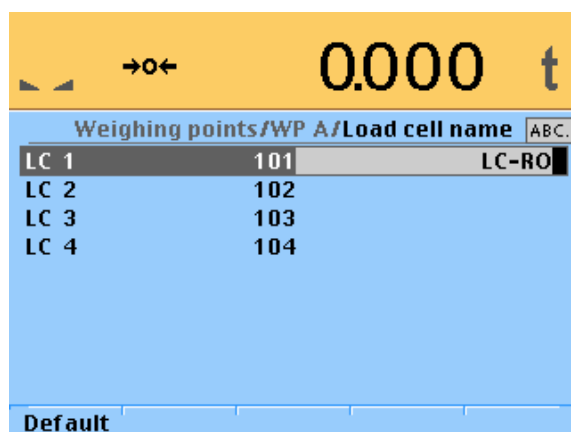 →0← 0.000 t
Weighing points/WP A/Load cell name ABC.
LC 1 101 LC-RO
LC 2 102
LC 3 103
LC 4 104
Default